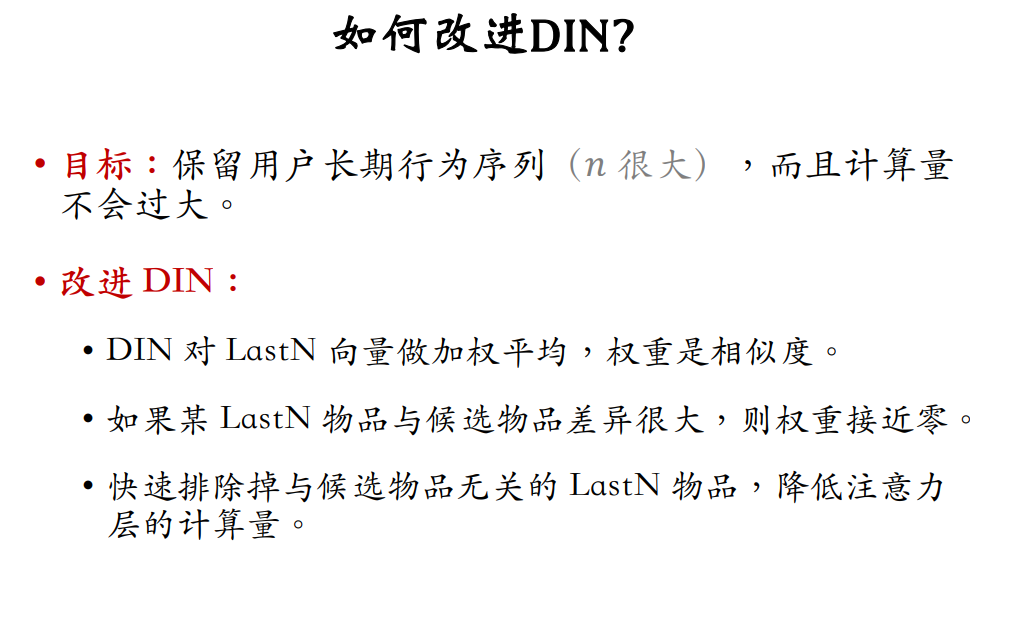 如何改进DIN?
• 目标：保留用户长期行为序列（n 很大），而且计算量
不会过大。
• 改进 DIN：
• DIN 对 LastN 向量做加权平均，权重是相似度。
• 如果某 LastN 物品与候选物品差异很大，则权重接近零。
• 快速排除掉与候选物品无关的 LastN 物品，降低注意力
层的计算量。